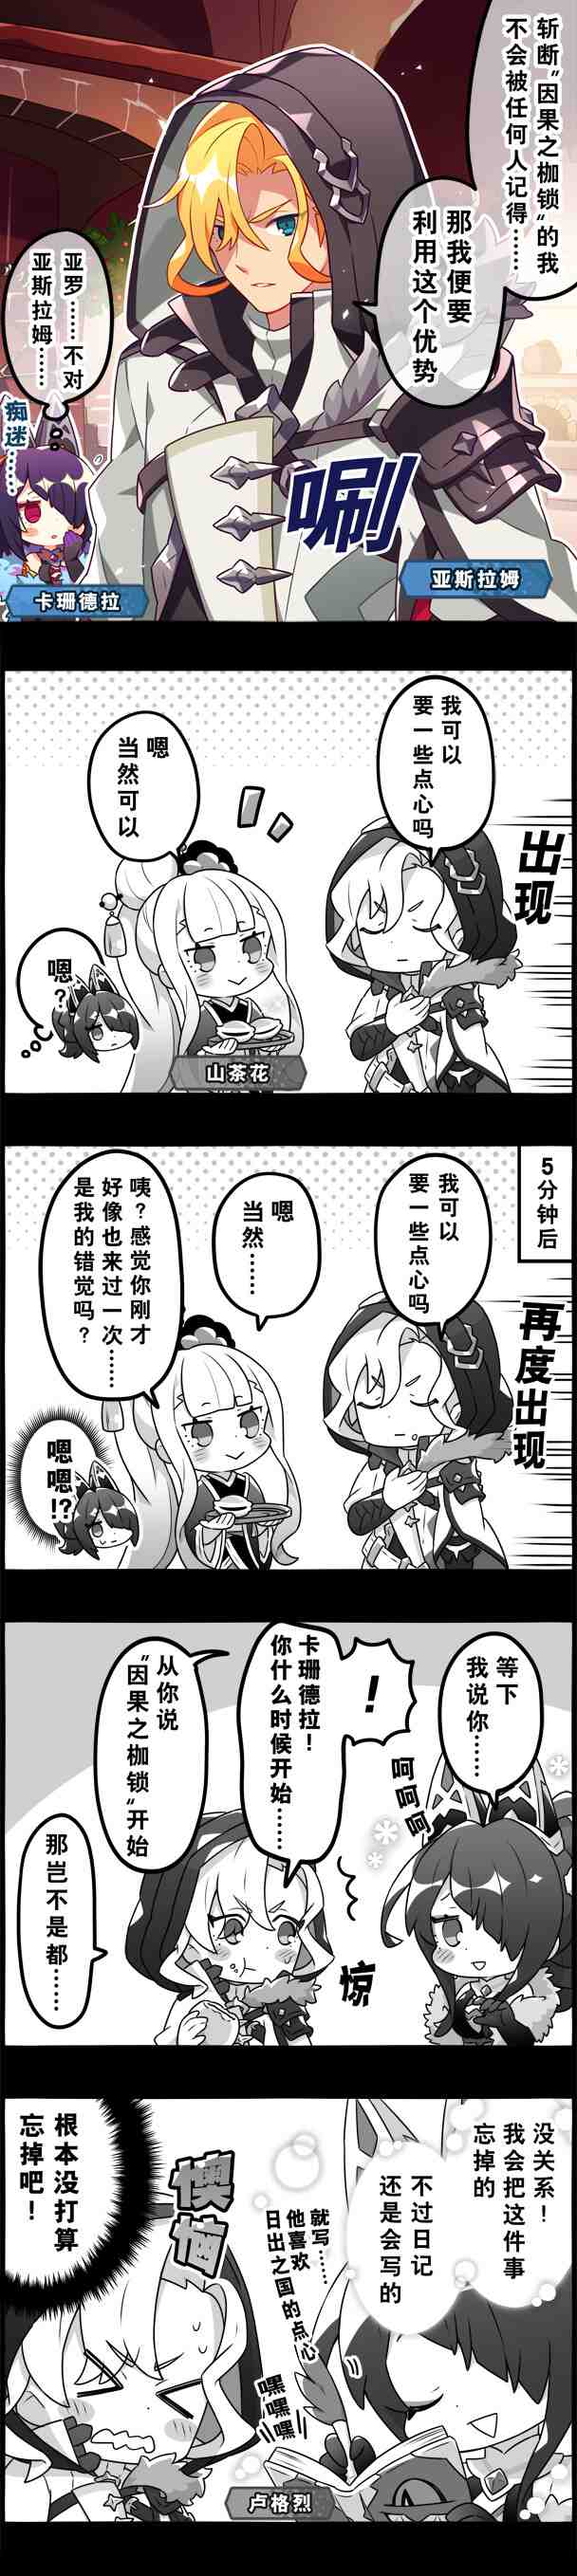 斩断“因果之枷锁”的我
不会被任何人记得……
那我便要
利用这个优势
亚罗……不对
亚斯拉姆……
痴迷……
唰
亚斯拉姆
卡珊德拉
我可以
要一些点心吗
出现
嗯
当然可以
嗯?
山茶花
5分钟后
我可以
要一些点心吗
再度出现
嗯
当然……
咦?感觉你刚才
好像也来过一次……
是我的错觉吗?
嗯嗯!?
等下
我说你……
呵呵呵
!
卡珊德拉!
你什么时候开始……
惊
从你说
“因果之枷锁”开始
那岂不是都……
没关系!
我会把这件事
忘掉的
不过日记
还是会写的
就写……
他喜欢
日出之国的点心
嘿嘿嘿
懊恼
根本没打算
忘掉吧!
卢格烈